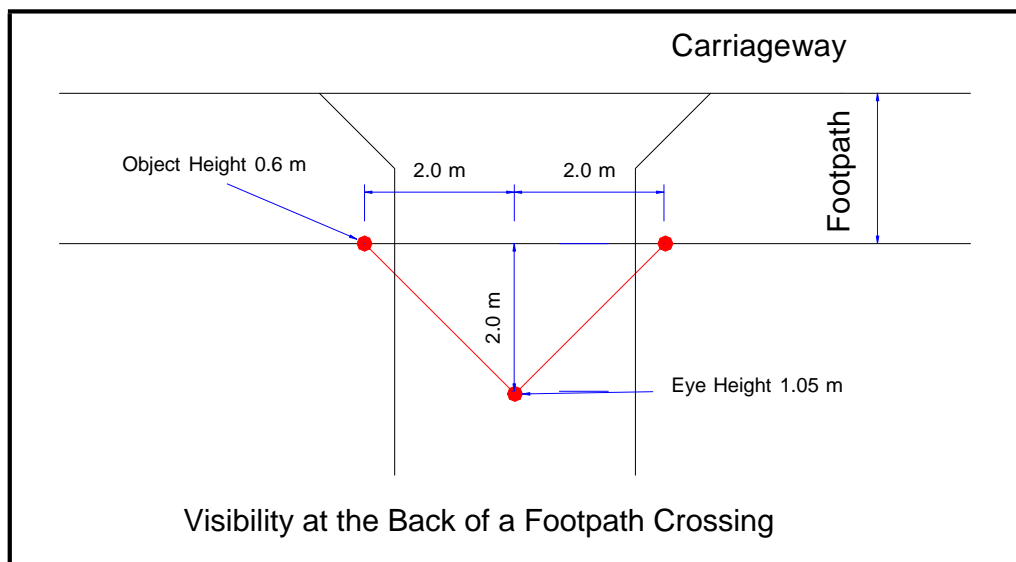 Carriageway
Footpath
Object Height 0.6 m
2.0 m
2.0 m
2.0 m
Eye Height 1.05 m
Visibility at the Back of a Footpath Crossing